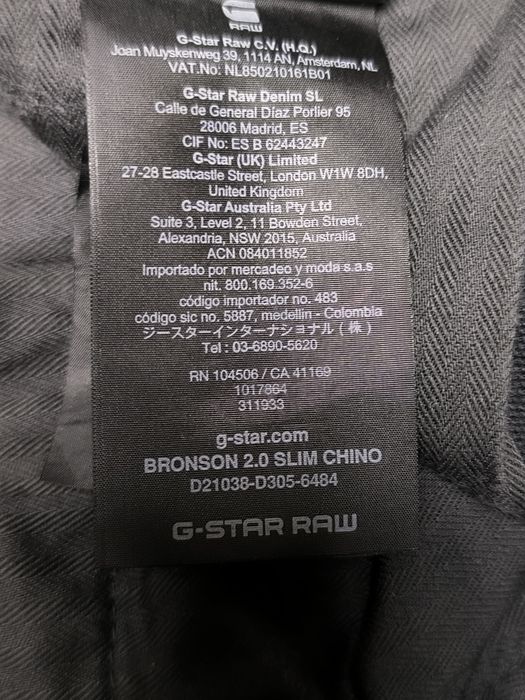 RAW
G-Star Raw C.V. (H.Q.)
Joan Muyskenweg 39, 1114 AN, Amsterdam, NL
VAT.No: NL850210161B01
G-Star Raw Denim SL
Calle de General Díaz Porlier 95
28006 Madrid, ES
CIF No: ES B 62443247
G-Star (UK) Limited
27-28 Eastcastle Street, London W1W 8DH,
United Kingdom
G-Star Australia Pty Ltd
Suite 3, Level 2, 11 Bowden Street,
Alexandria, NSW 2015, Australia
ACN 084011852
Importado por mercadeo y moda s.a.s
nit. 800.169.352-6
código importador no. 483
código sic no. 5887, medellin - Colombia
ジースターインターナショナル（株）
Tel : 03-6890-5620
RN 104506 / CA 41169
1017864
311933
g-star.com
BRONSON 2.0 SLIM CHINO
D21038-D305-6484
G-STAR RAW